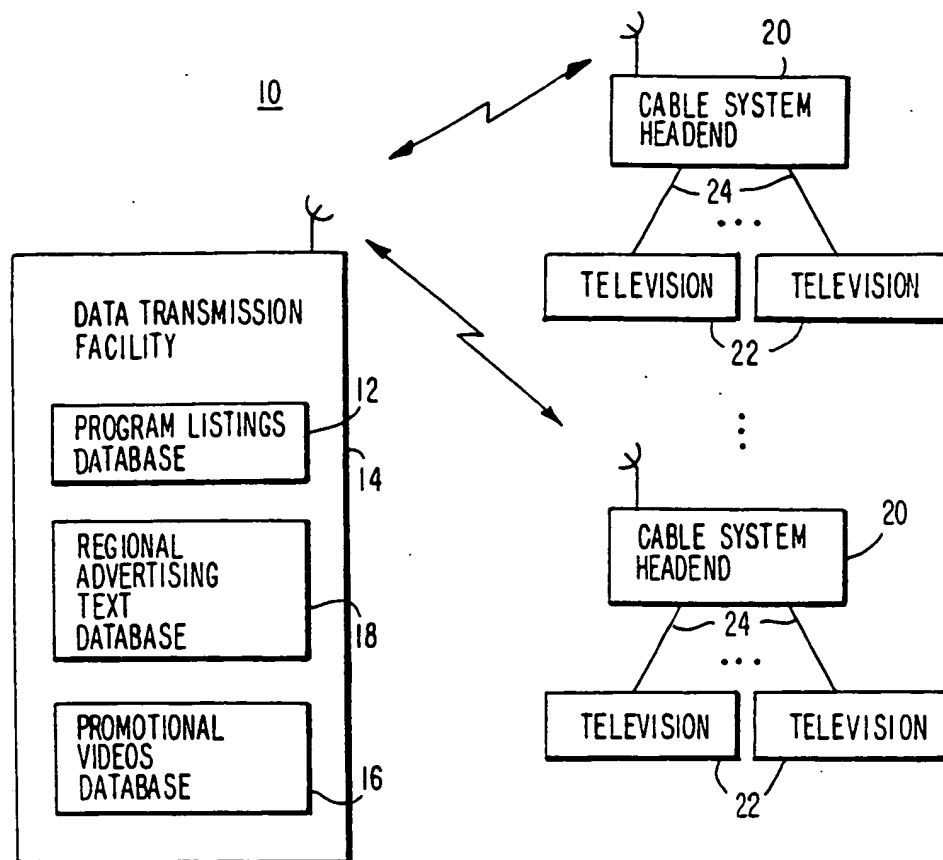 10
DATA TRANSMISSION
FACILITY
12
PROGRAM LISTINGS
DATABASE
14
REGIONAL
ADVERTISING
TEXT
DATABASE
18
PROMOTIONAL
VIDEOS
DATABASE
16
20
CABLE SYSTEM
HEADEND
24
...
TELEVISION
TELEVISION
22
...
CABLE SYSTEM
HEADEND
20
24
...
TELEVISION
TELEVISION
22